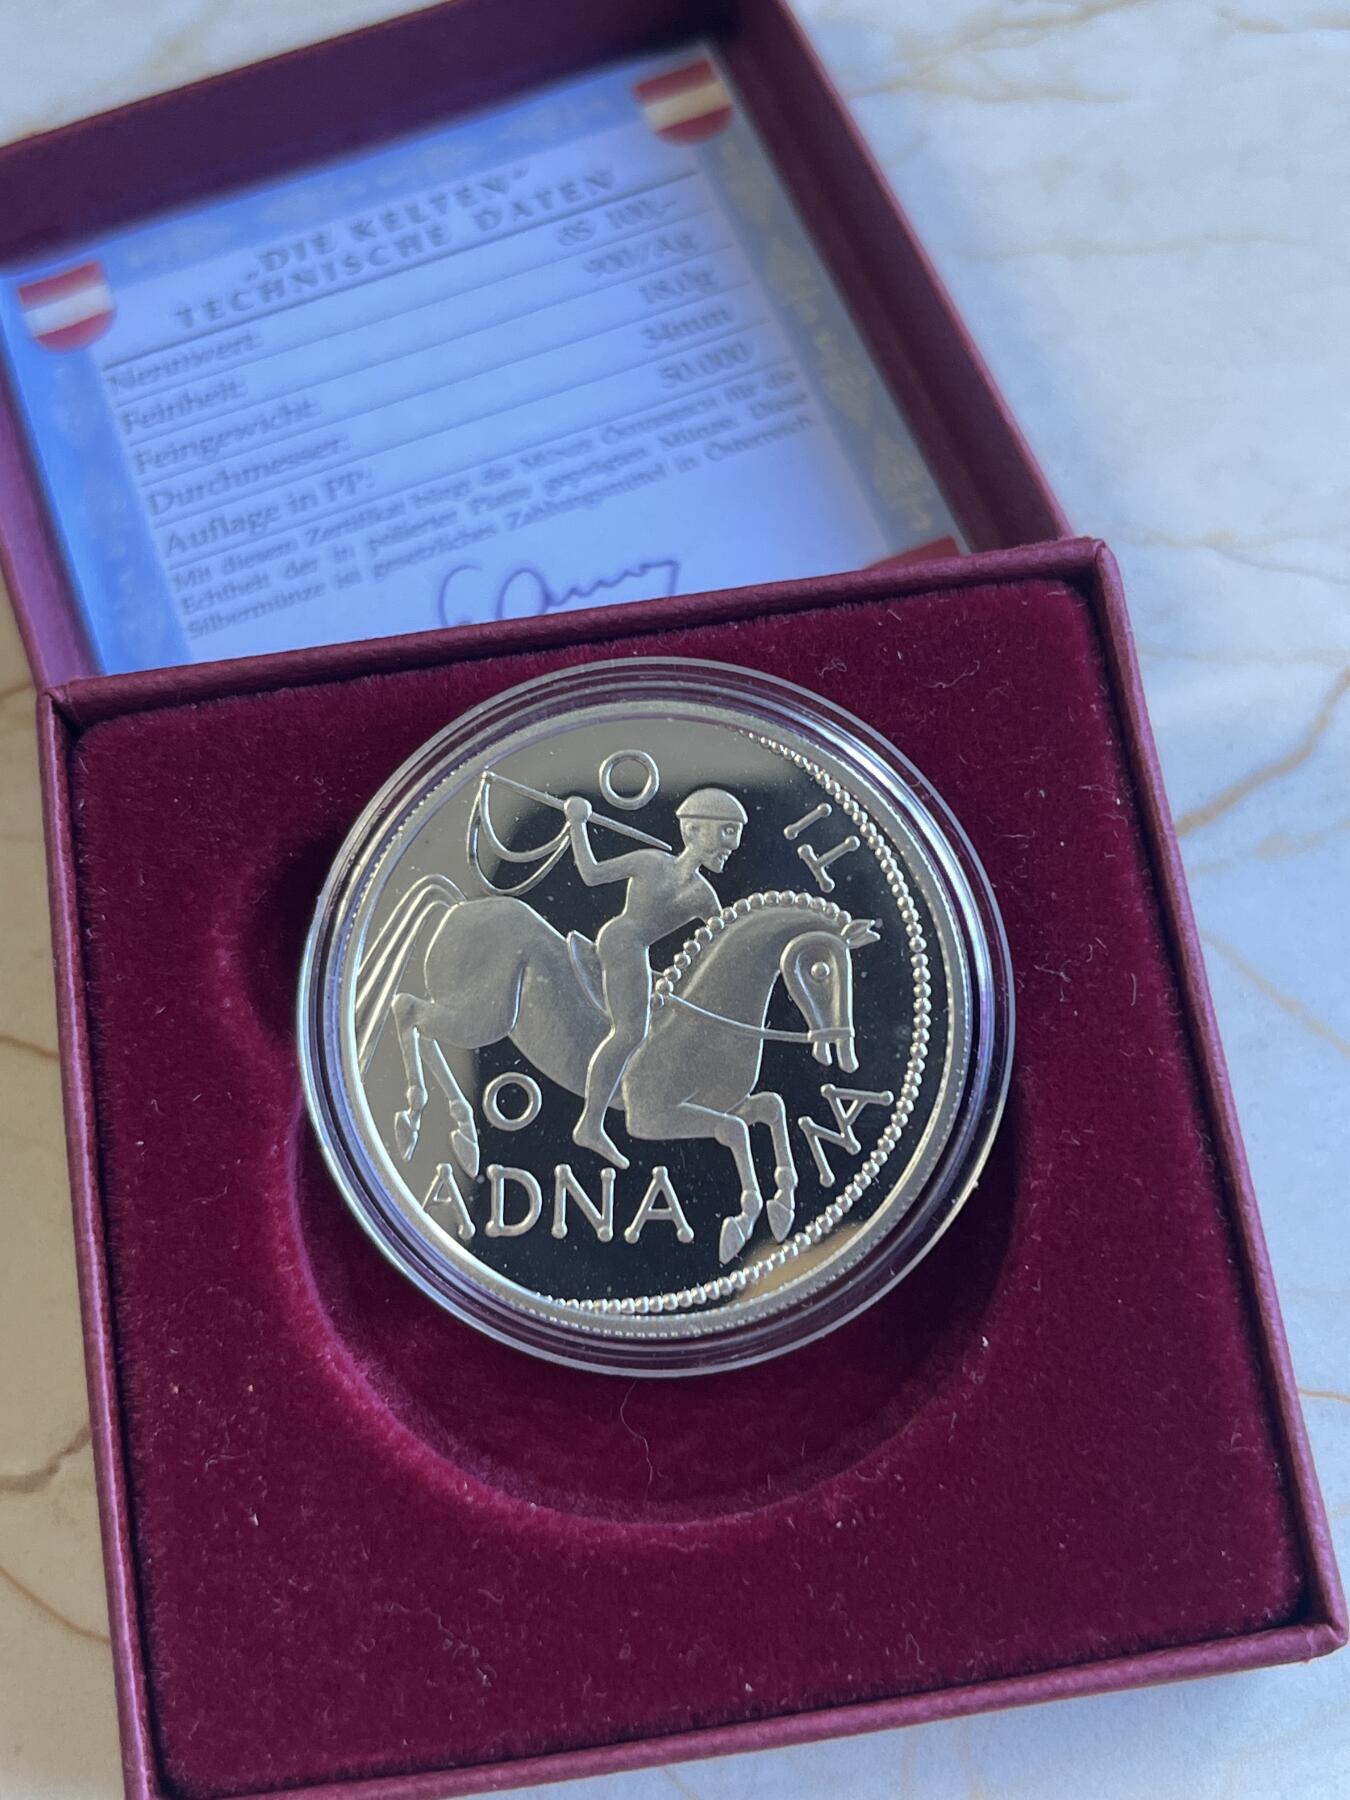 „DIE KELTEN“
TECHNISCHE DATEN
Nennwert: öS 100,-
Feinheit: 900/Ag
Feingewicht: 18,0g
Durchmesser: 34mm
Auflage in PP: 50.000
Mit diesem Zertifikat bürgt die Münze Österreich für die
Echtheit der in polierter Platte geprägten Münze. Diese
Silbermünze ist gesetzliches Zahlungsmittel in Österreich.
ADNA
MA
TI